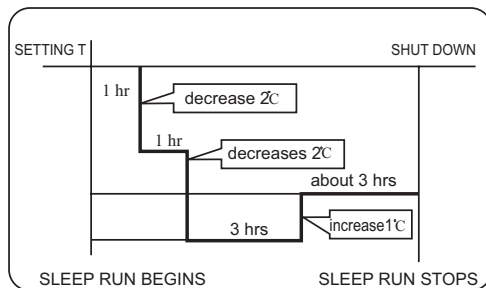 SETTING T SHUT DOWN
1 hr
decrease 2℃
1 hr
decreases 2℃
about 3 hrs
3 hrs
increase1℃
SLEEP RUN BEGINS SLEEP RUN STOPS